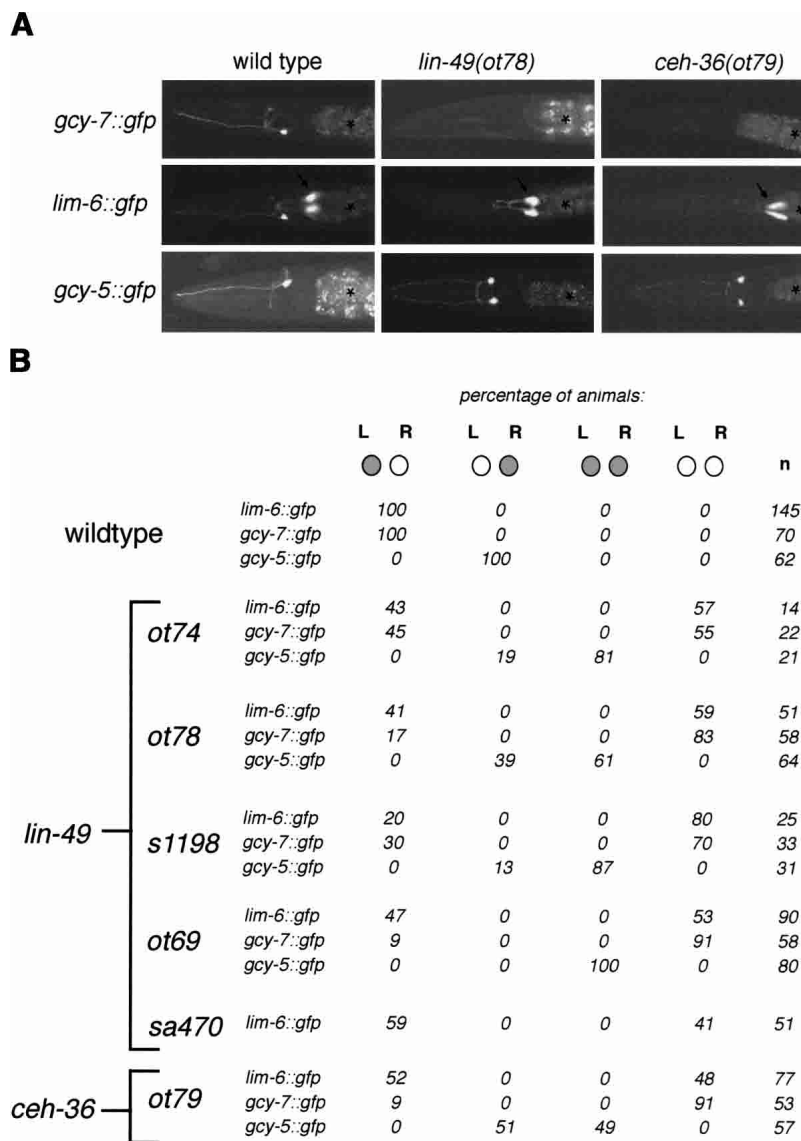 A
wild type lin-49(ot78) ceh-36(ot79)
gcy-7::gfp * * *
lim-6::gfp * * *
gcy-5::gfp * * *
B
percentage of animals:
L R L R L R L R
n
lim-6::gfp 100 0 0 0 145
wildtype gcy-7::gfp 100 0 0 0 70
gcy-5::gfp 0 100 0 0 62
lim-6::gfp 43 0 0 57 14
ot74 gcy-7::gfp 45 0 0 55 22
gcy-5::gfp 0 19 81 0 21
lim-6::gfp 41 0 0 59 51
ot78 gcy-7::gfp 17 0 0 83 58
gcy-5::gfp 0 39 61 0 64
lim-6::gfp 20 0 0 80 25
lin-49 s1198 gcy-7::gfp 30 0 0 70 33
gcy-5::gfp 0 13 87 0 31
lim-6::gfp 47 0 0 53 90
ot69 gcy-7::gfp 9 0 0 91 58
gcy-5::gfp 0 0 100 0 80
sa470 lim-6::gfp 59 0 0 41 51
lim-6::gfp 52 0 0 48 77
ceh-36 ot79 gcy-7::gfp 9 0 0 91 53
gcy-5::gfp 0 51 49 0 57